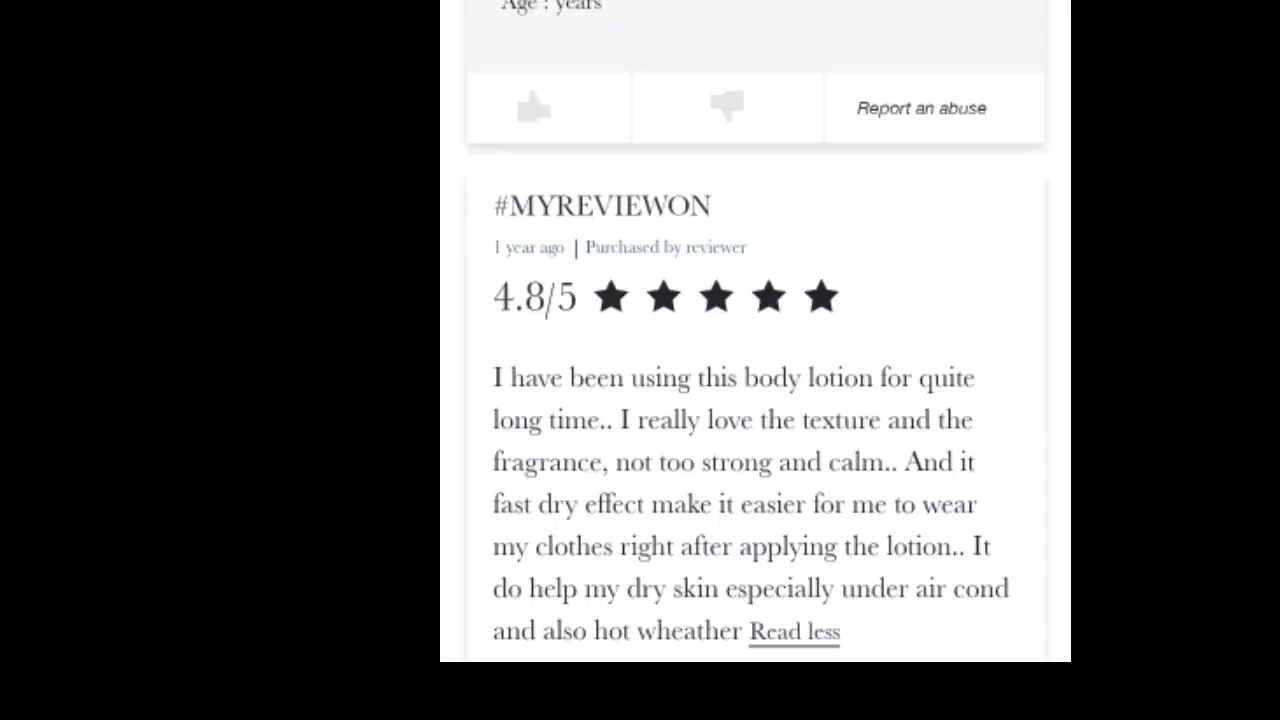 Age : years
Report an abuse
#MYREVIEWON
1 year ago | Purchased by reviewer
4.8/5
I have been using this body lotion for quite
long time.. I really love the texture and the
fragrance, not too strong and calm.. And it
fast dry effect make it easier for me to wear
my clothes right after applying the lotion.. It
do help my dry skin especially under air cond
and also hot wheather Read less